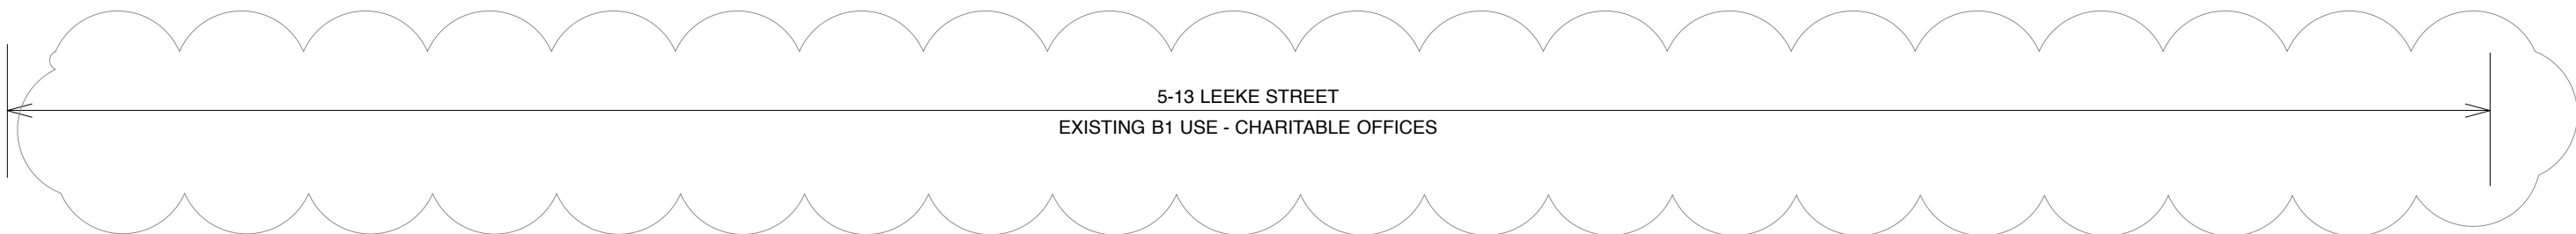 5-13 LEEKE STREET
EXISTING B1 USE - CHARITABLE OFFICES